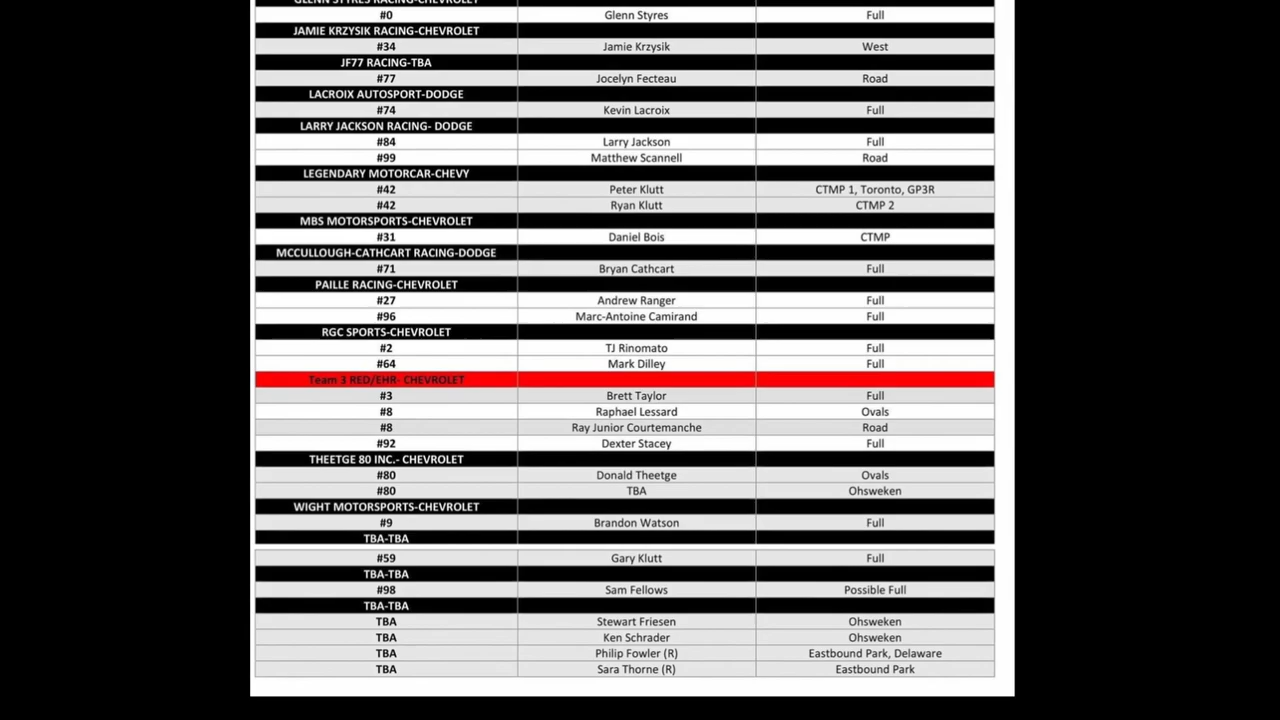 GLENN STYRES RACING-CHEVROLET
#0 Glenn Styres Full
JAMIE KRZYSIK RACING-CHEVROLET
#34 Jamie Krzysik West
JF77 RACING-TBA
#77 Jocelyn Fecteau Road
LACROIX AUTOSPORT-DODGE
#74 Kevin Lacroix Full
LARRY JACKSON RACING- DODGE
#84 Larry Jackson Full
#99 Matthew Scannell Road
LEGENDARY MOTORCAR-CHEVY
#42 Peter Klutt CTMP 1, Toronto, GP3R
#42 Ryan Klutt CTMP 2
MBS MOTORSPORTS-CHEVROLET
#31 Daniel Bois CTMP
MCCULLOUGH-CATHCART RACING-DODGE
#71 Bryan Cathcart Full
PAILLE RACING-CHEVROLET
#27 Andrew Ranger Full
#96 Marc-Antoine Camirand Full
RGC SPORTS-CHEVROLET
#2 TJ Rinomato Full
#64 Mark Dilley Full
Team 3 RED/EHR- CHEVROLET
#3 Brett Taylor Full
#8 Raphael Lessard Ovals
#8 Ray Junior Courtemanche Road
#92 Dexter Stacey Full
THEETGE 80 INC.- CHEVROLET
#80 Donald Theetge Ovals
#80 TBA Ohsweken
WIGHT MOTORSPORTS-CHEVROLET
#9 Brandon Watson Full
TBA-TBA
#59 Gary Klutt Full
TBA-TBA
#98 Sam Fellows Possible Full
TBA-TBA
TBA Stewart Friesen Ohsweken
TBA Ken Schrader Ohsweken
TBA Philip Fowler (R) Eastbound Park, Delaware
TBA Sara Thorne (R) Eastbound Park